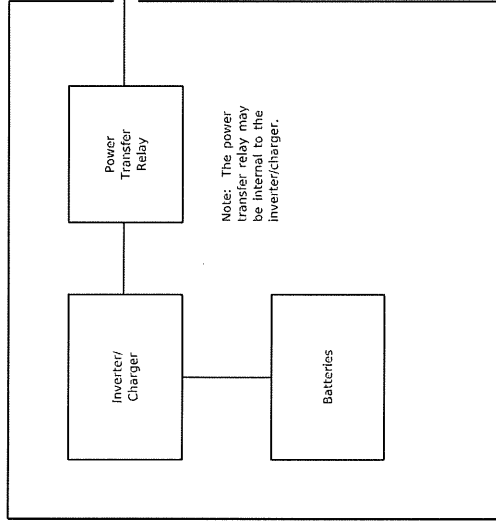 Inverter/
Charger
Power
Transfer
Relay
Batteries
Note: The power
transfer relay may
be internal to the
inverter/charger.